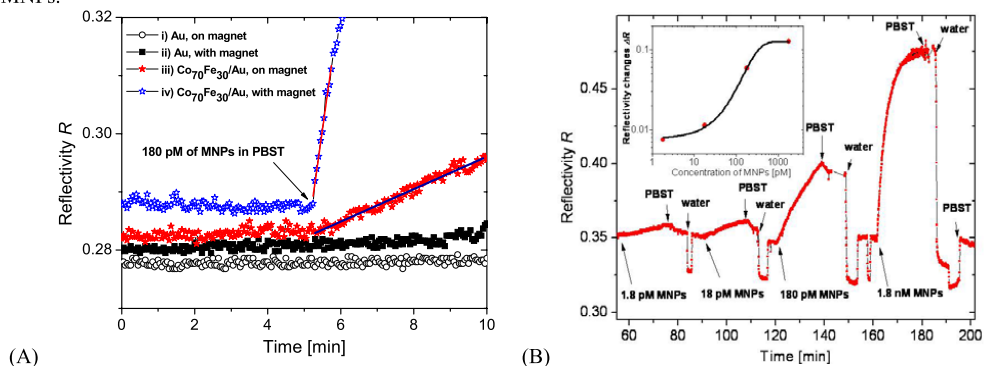 MNPs.
0.32
0.30
0.28
Reflectivity R
i) Au, on magnet
ii) Au, with magnet
iii) Co70Fe30/Au, on magnet
iv) Co70Fe30/Au, with magnet
180 pM of MNPs in PBST
0 2 4 6 8 10
Time [min]
(A)
0.45
0.40
0.35
0.30
Reflectivity R
Reflectivity changes ΔR
0.1
0.01
1 10 100 1000
Concentration of MNPs [pM]
PBST
water
PBST
water
PBST
water
PBST
water
PBST
1.8 pM MNPs
18 pM MNPs
180 pM MNPs
1.8 nM MNPs
60 80 100 120 140 160 180 200
Time [min]
(B)